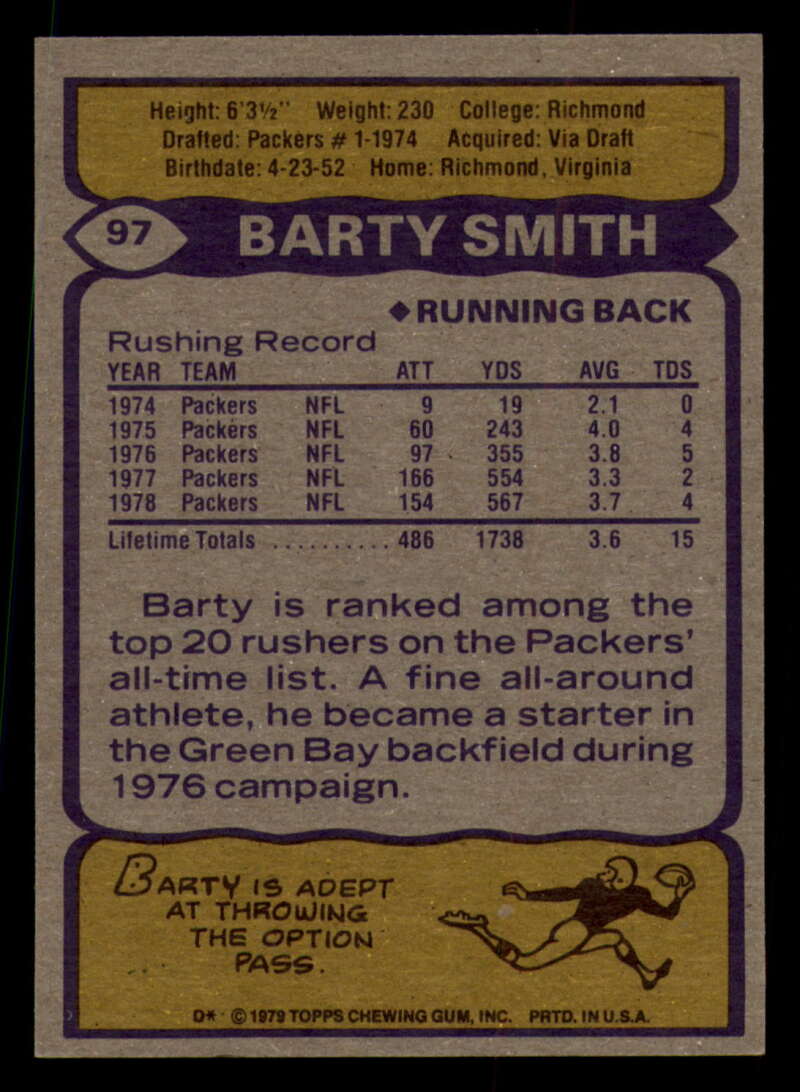 Height: 6'3½" Weight: 230 College: Richmond
Drafted: Packers # 1-1974 Acquired: Via Draft
Birthdate: 4-23-52 Home: Richmond, Virginia
97 BARTY SMITH
◆RUNNING BACK
Rushing Record
YEAR TEAM ATT YDS AVG TDS
1974 Packers NFL 9 19 2.1 0
1975 Packers NFL 60 243 4.0 4
1976 Packers NFL 97 355 3.8 5
1977 Packers NFL 166 554 3.3 2
1978 Packers NFL 154 567 3.7 4
Lifetime Totals .......... 486 1738 3.6 15
Barty is ranked among the
top 20 rushers on the Packers'
all-time list. A fine all-around
athlete, he became a starter in
the Green Bay backfield during
1976 campaign.
BARTY IS ADEPT
AT THROWING
THE OPTION
PASS.
D* ©1979 TOPPS CHEWING GUM, INC. PRTD. IN U.S.A.